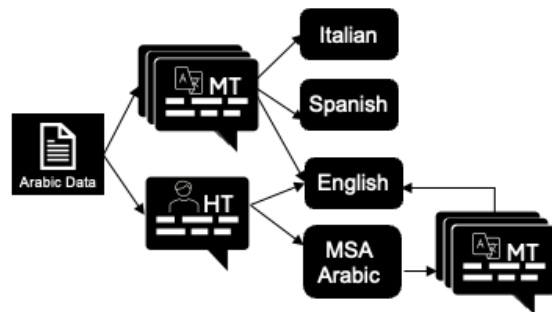 Arabic Data
MT
HT
Italian
Spanish
English
MSA
Arabic
MT